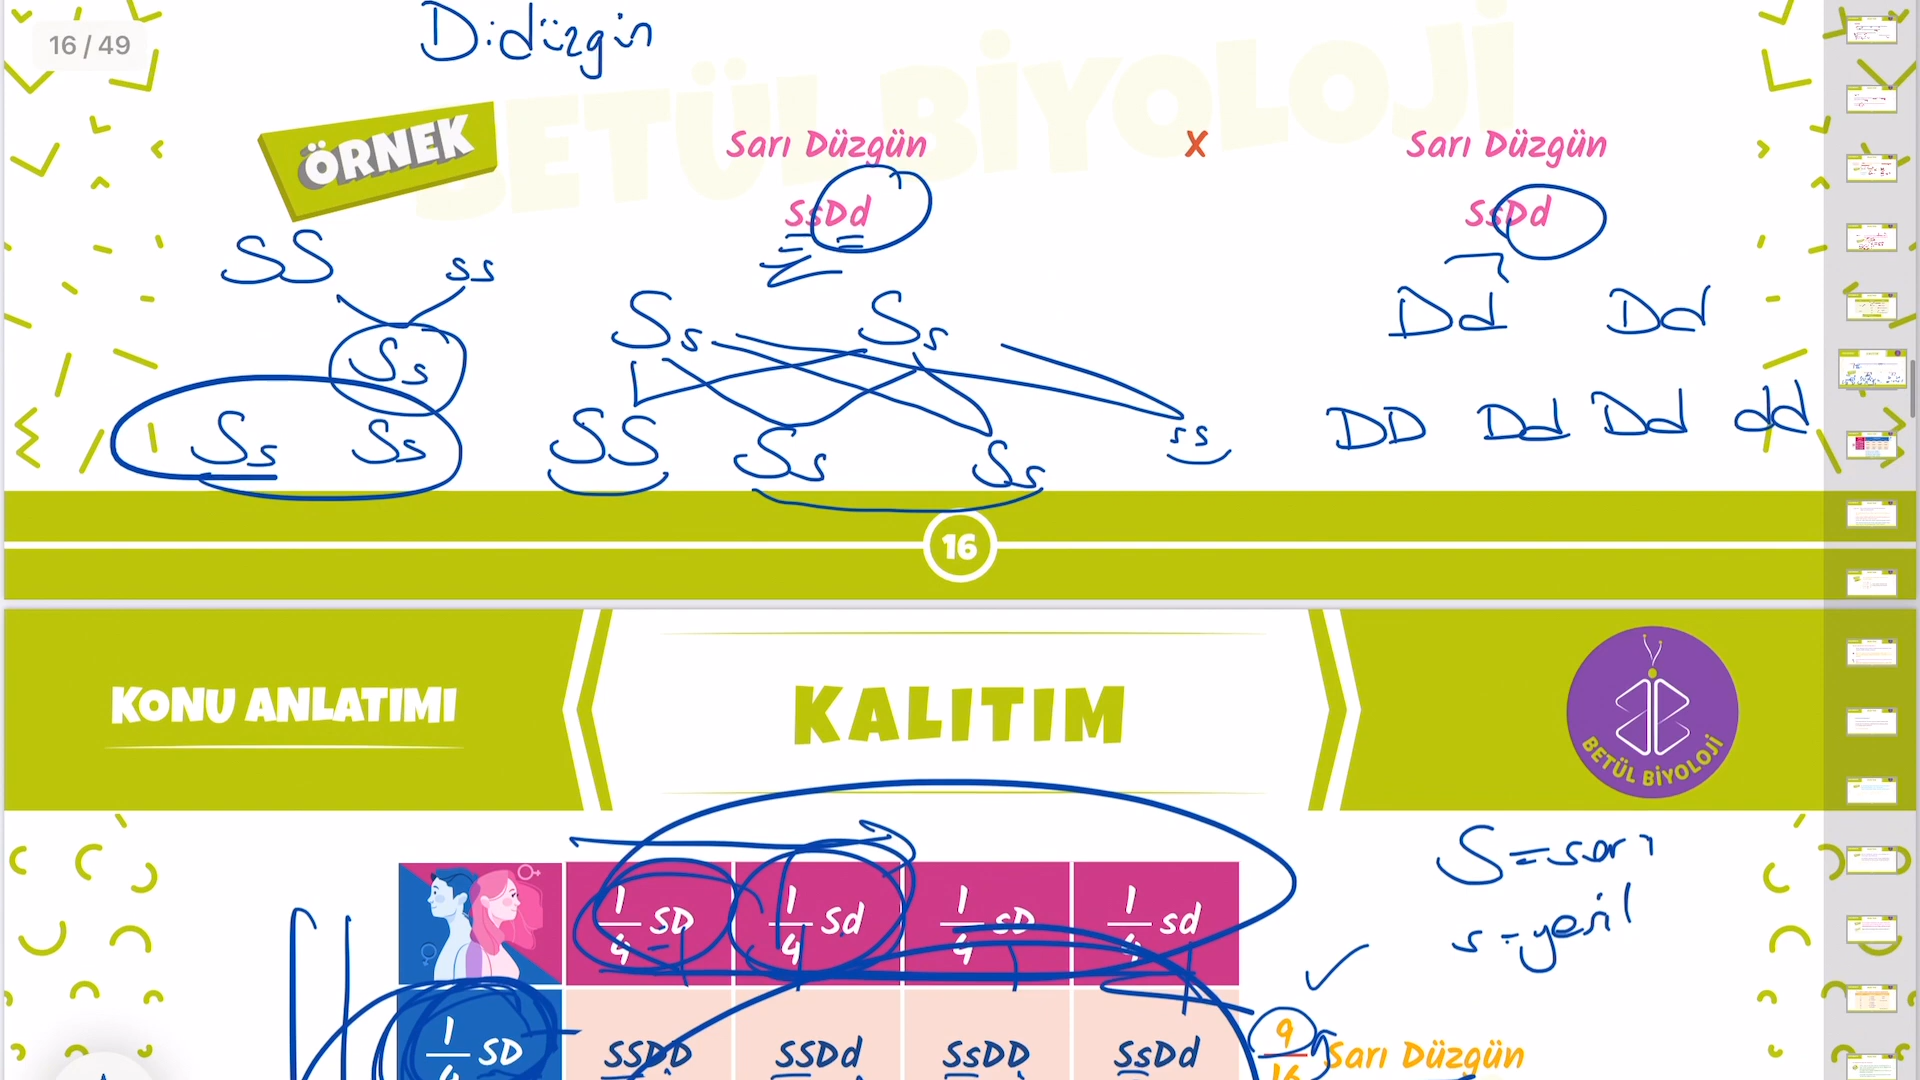 16 / 49
D:düzgün
BETÜL BİYOLOJİ
ÖRNEK
Sarı Düzgün X Sarı Düzgün
SsDd SsDd
SS ss
Ss Ss Dd Dd
Ss
Ss Ss SS Ss Ss ss DD Dd Dd dd
16
KONU ANLATIMI
KALITIM
BETÜL BİYOLOJİ
S=sarı
s=yeşil
1/4 SD 1/4 Sd 1/4 sD 1/4 sd
1/4 SD SSDD SSDd SsDD SsDd
9/16 Sarı Düzgün